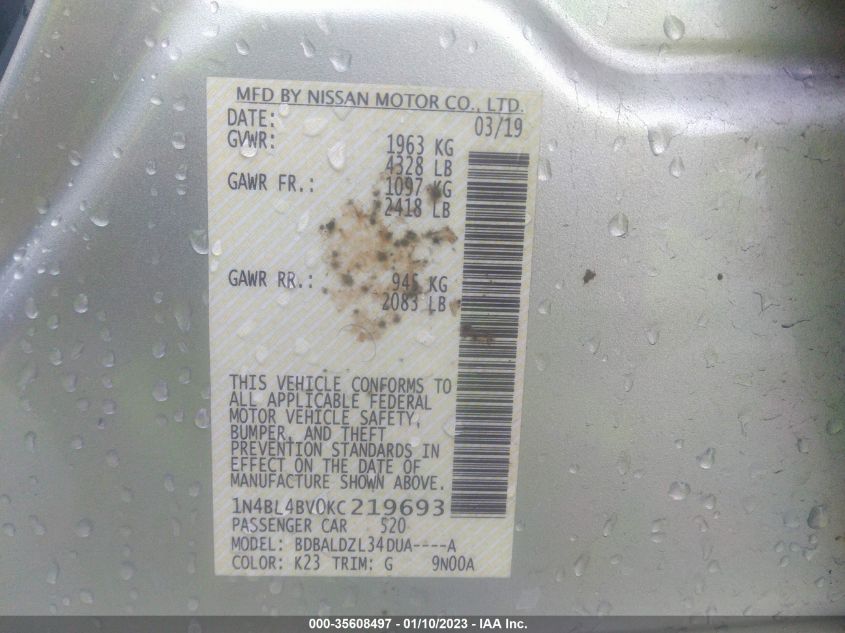 MFD BY NISSAN MOTOR CO., LTD.
DATE: 03/19
GVWR: 1963 KG
4328 LB
GAWR FR.: 1097 KG
2418 LB
GAWR RR.: 945 KG
2083 LB
THIS VEHICLE CONFORMS TO
ALL APPLICABLE FEDERAL
MOTOR VEHICLE SAFETY,
BUMPER, AND THEFT
PREVENTION STANDARDS IN
EFFECT ON THE DATE OF
MANUFACTURE SHOWN ABOVE.
1N4BL4BV0KC219693
PASSENGER CAR 520
MODEL: BDBALDZL34DUA----A
COLOR: K23 TRIM: G 9N00A
000-35608497 - 01/10/2023 - IAA Inc.